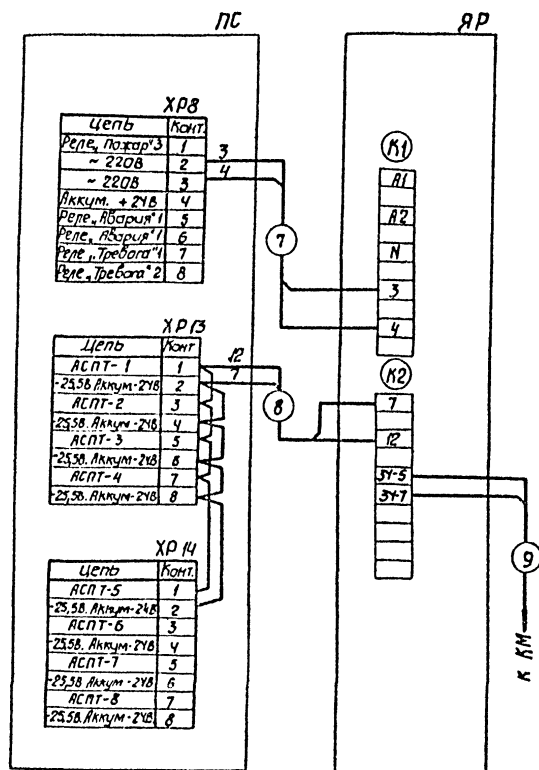 ПС
ЯР
ХР8
Цепь Конт.
Реле „Пожар“ 3 1
~ 220В 2
~ 220В 3
Аккум. + 24В 4
Реле „Авария“ 1 5
Реле „Авария“ 1 6
Реле „Тревога“ 1 7
Реле „Тревога“ 2 8
3
4
7
К1
А1
А2
N
3
4
ХР13
Цепь Конт
АСПТ-1 1
-25,5В. Аккум-24В 2
АСПТ-2 3
-25,5В. Аккум-24В 4
АСПТ-3 5
-25,5В. Аккум-24В 6
АСПТ-4 7
-25,5В. Аккум-24В 8
12
7
8
К2
7
12
34-5
34-7
9
к КМ
ХР14
Цепь Конт.
АСПТ-5 1
-25,5В. Аккум-24В 2
АСПТ-6 3
-25,5В. Аккум-24В 4
АСПТ-7 5
-25,5В. Аккум-24В 6
АСПТ-8 7
-25,5В. Аккум-24В 8